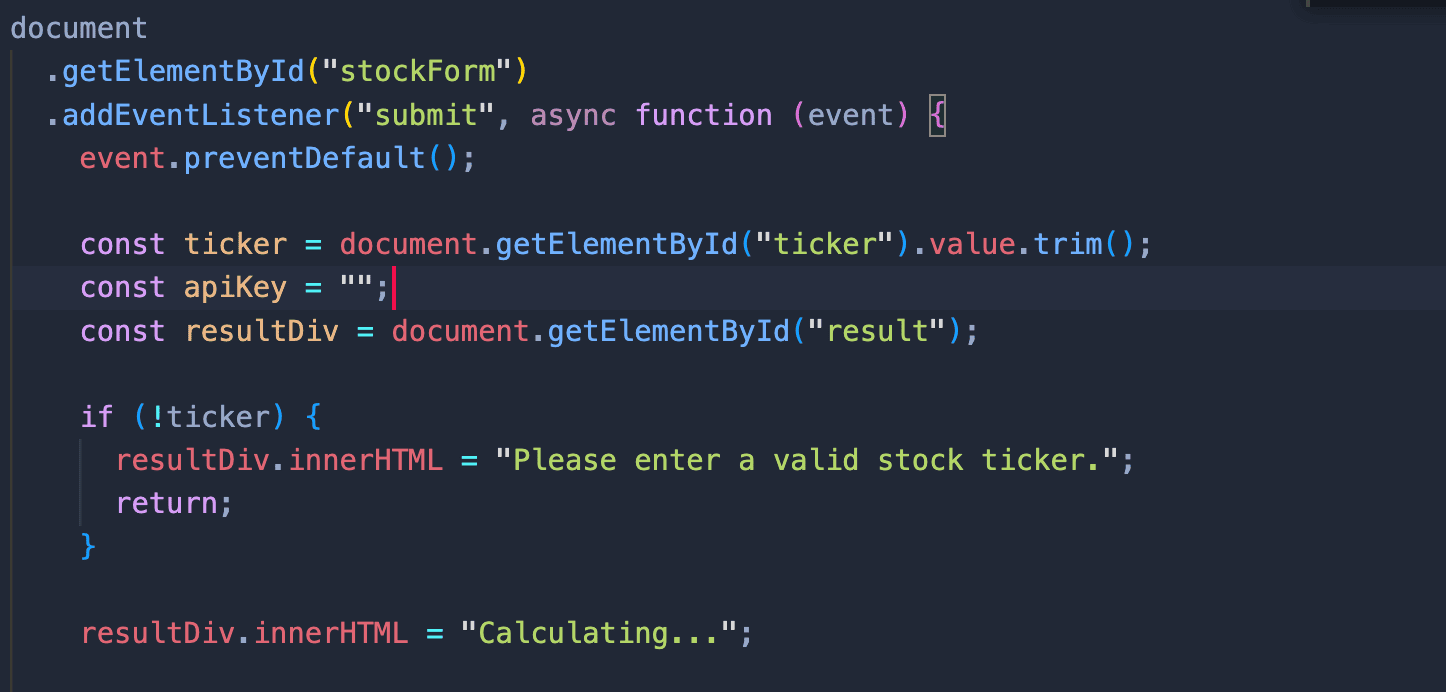 document
.getElementById("stockForm")
.addEventListener("submit", async function (event) {
event.preventDefault();
const ticker = document.getElementById("ticker").value.trim();
const apiKey = "";
const resultDiv = document.getElementById("result");
if (!ticker) {
resultDiv.innerHTML = "Please enter a valid stock ticker.";
return;
}
resultDiv.innerHTML = "Calculating...";